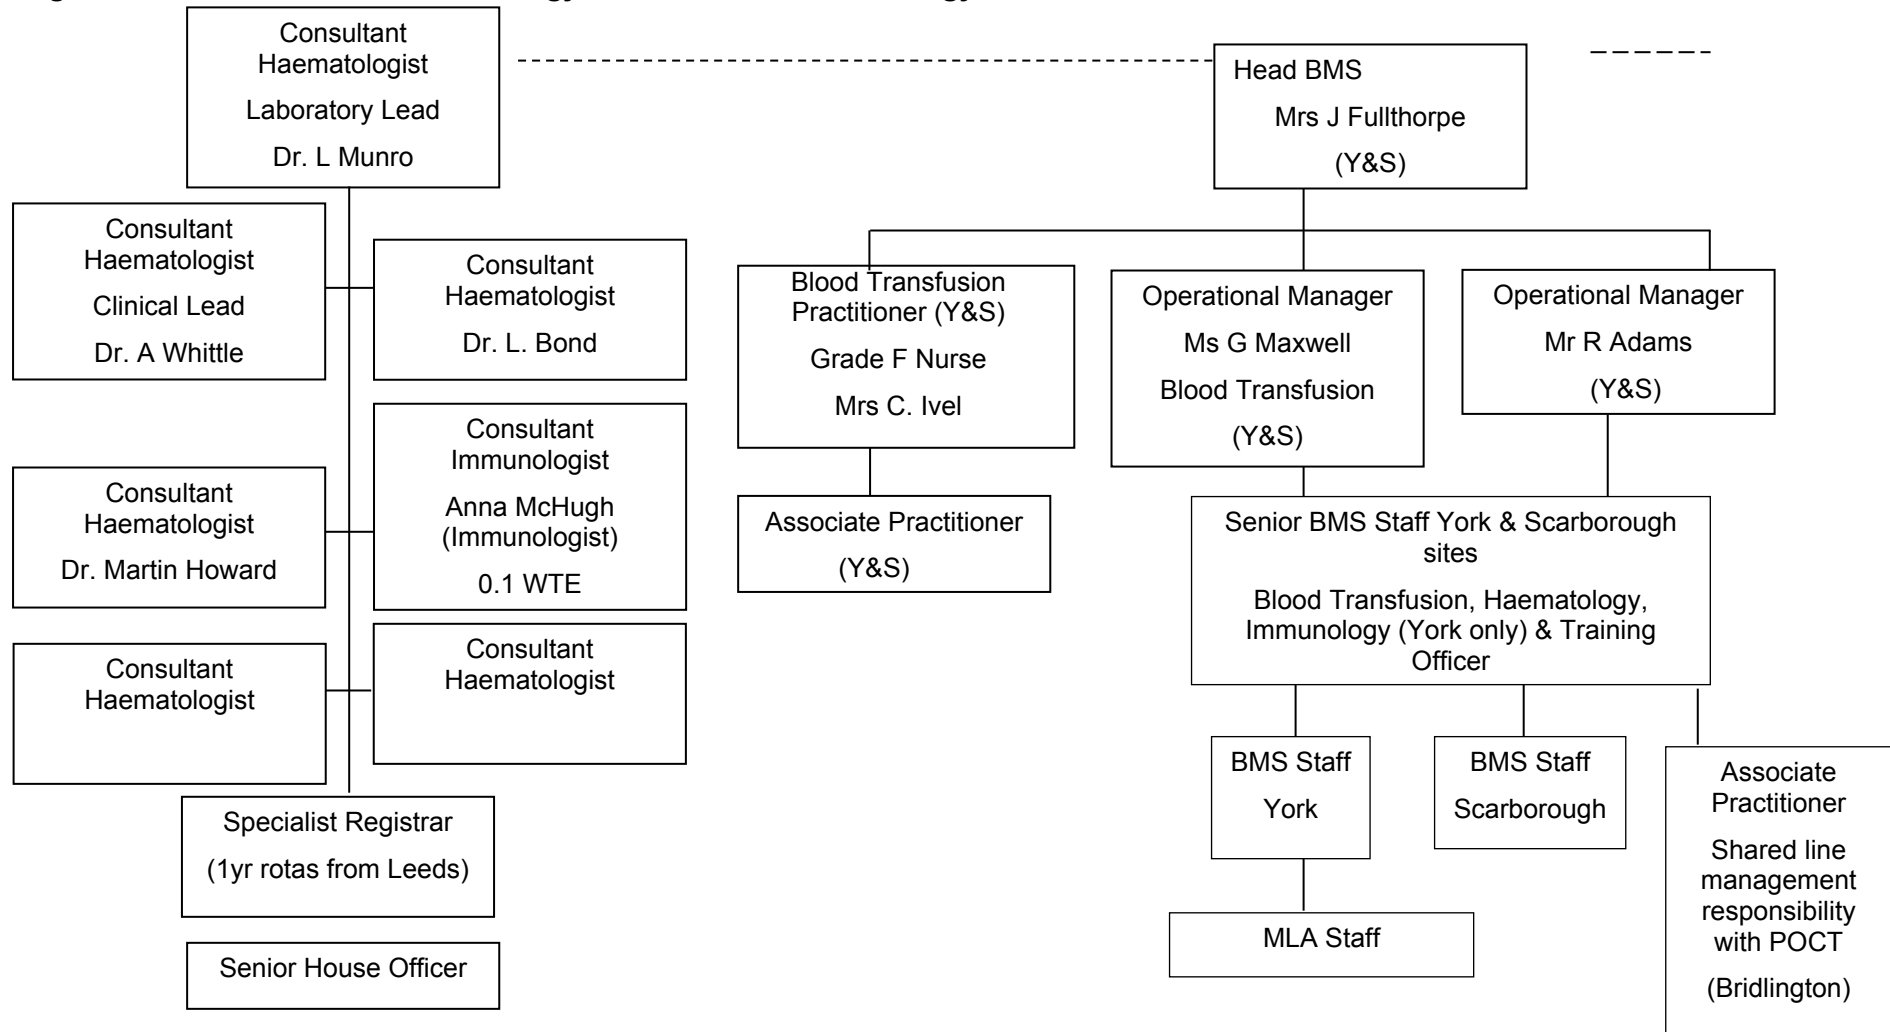 Consultant
Haematologist
Laboratory Lead
Dr. L Munro
Head BMS
Mrs J Fullthorpe
(Y&S)
Consultant
Haematologist
Clinical Lead
Dr. A Whittle
Consultant
Haematologist
Dr. L. Bond
Blood Transfusion
Practitioner (Y&S)
Grade F Nurse
Mrs C. Ivel
Operational Manager
Ms G Maxwell
Blood Transfusion
(Y&S)
Operational Manager
Mr R Adams
(Y&S)
Consultant
Haematologist
Dr. Martin Howard
Consultant
Immunologist
Anna McHugh
(Immunologist)
0.1 WTE
Associate Practitioner
(Y&S)
Senior BMS Staff York & Scarborough
sites
Blood Transfusion, Haematology,
Immunology (York only) & Training
Officer
Consultant
Haematologist
Consultant
Haematologist
BMS Staff
York
BMS Staff
Scarborough
Associate
Practitioner
Shared line
management
responsibility
with POCT
(Bridlington)
Specialist Registrar
(1yr rotas from Leeds)
MLA Staff
Senior House Officer